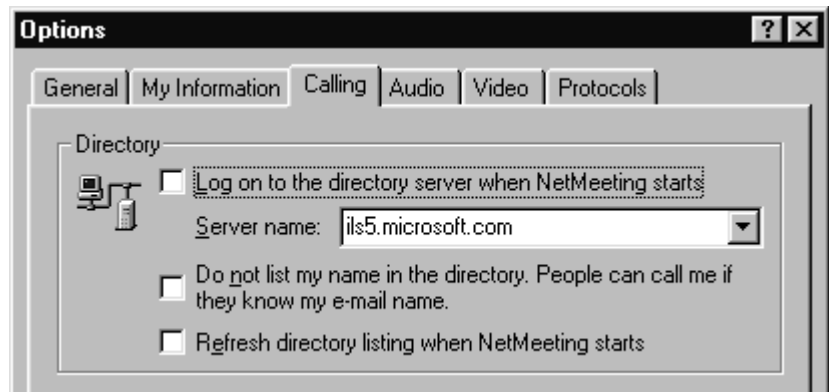 Options
General My Information Calling Audio Video Protocols
Directory
Log on to the directory server when NetMeeting starts
Server name: ils5.microsoft.com
Do not list my name in the directory. People can call me if
they know my e-mail name.
Refresh directory listing when NetMeeting starts